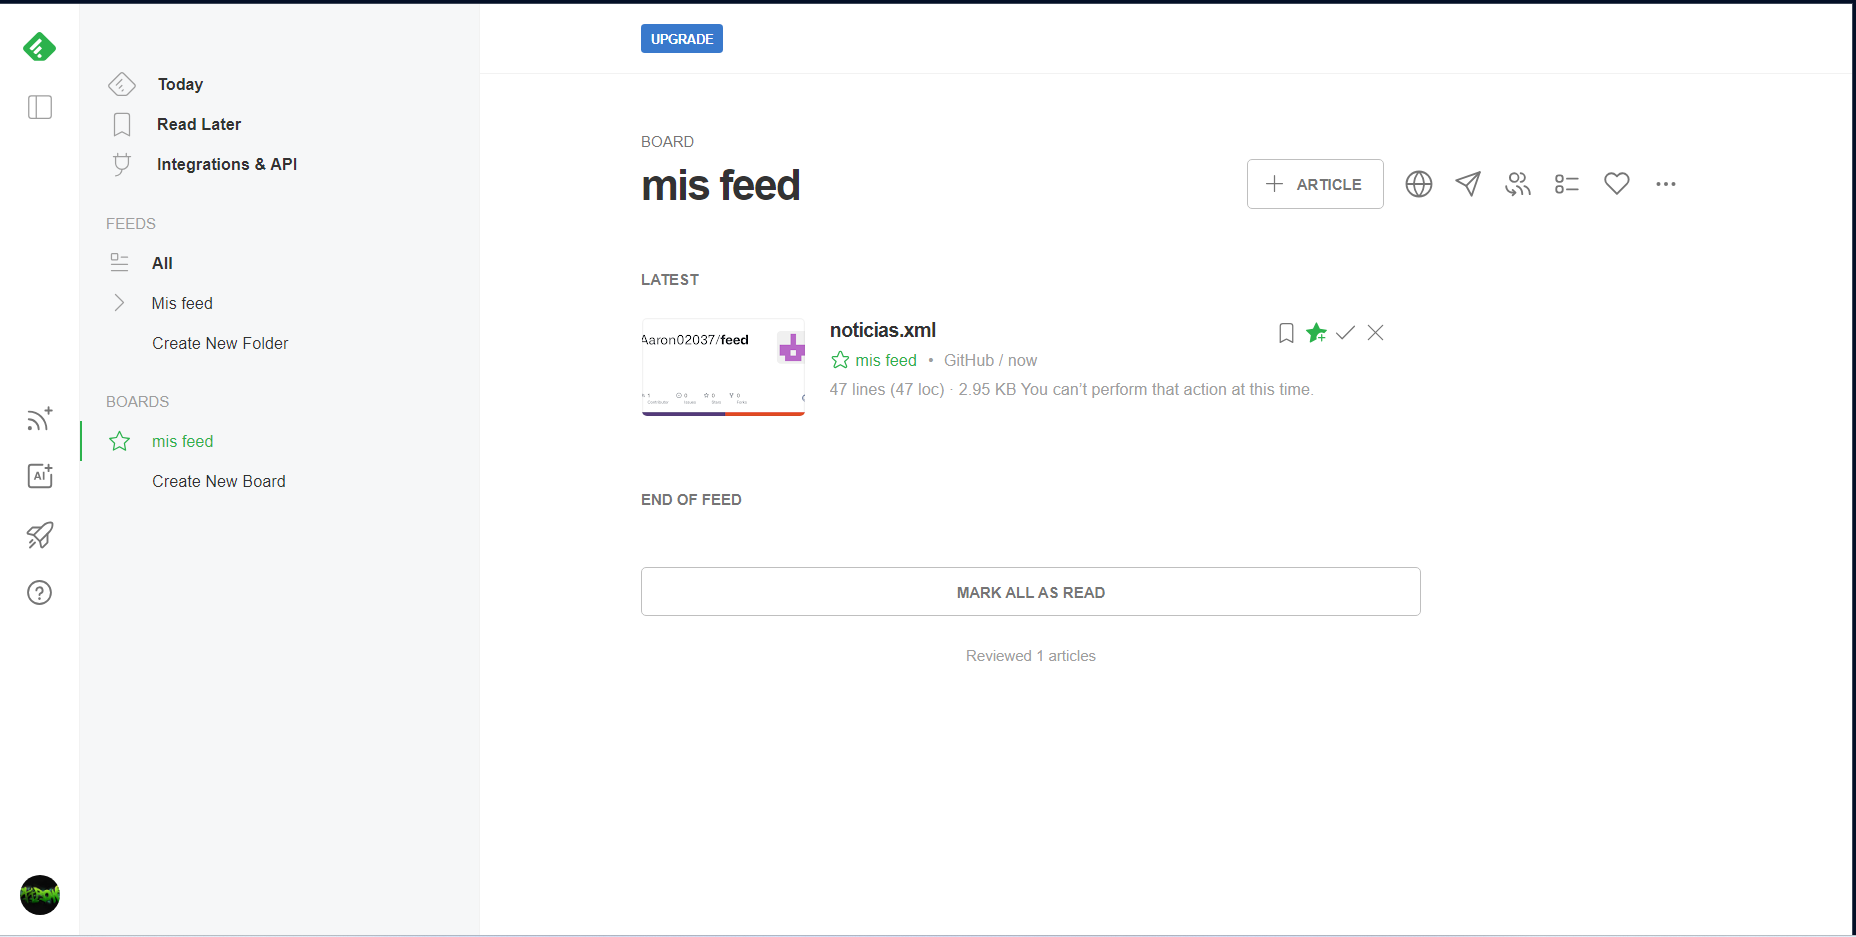 UPGRADE
Today
Read Later
Integrations & API
FEEDS
All
Mis feed
Create New Folder
BOARDS
mis feed
Create New Board
AI
BOARD
mis feed
ARTICLE
LATEST
Aaron02037/feed
noticias.xml
mis feed • GitHub / now
47 lines (47 loc) · 2.95 KB You can’t perform that action at this time.
END OF FEED
MARK ALL AS READ
Reviewed 1 articles